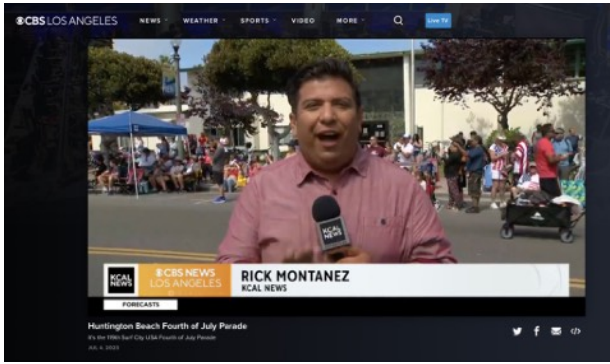 CBS LOS ANGELES NEWS WEATHER SPORTS VIDEO MORE Live TV
KCAL NEWS
KCAL NEWS
CBS NEWS
LOS ANGELES
RICK MONTANEZ
KCAL NEWS
FORECASTS
Huntington Beach Fourth of July Parade
It's the 119th Surf City USA Fourth of July Parade
JUL 4, 2023